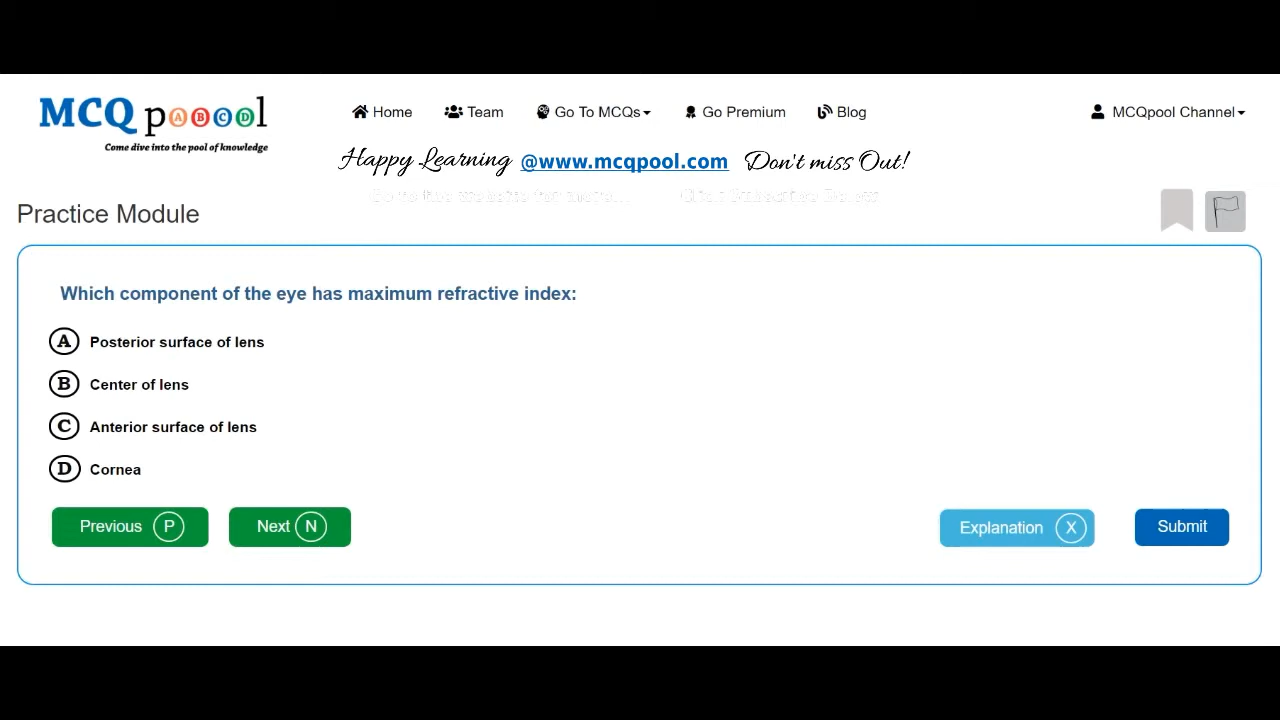 MCQ pooool
Come dive into the pool of knowledge
Home Team Go To MCQs Go Premium Blog MCQpool Channel
Happy Learning @www.mcqpool.com Don't miss Out!
Practice Module
Which component of the eye has maximum refractive index:
A Posterior surface of lens
B Center of lens
C Anterior surface of lens
D Cornea
Previous P Next N Explanation X Submit